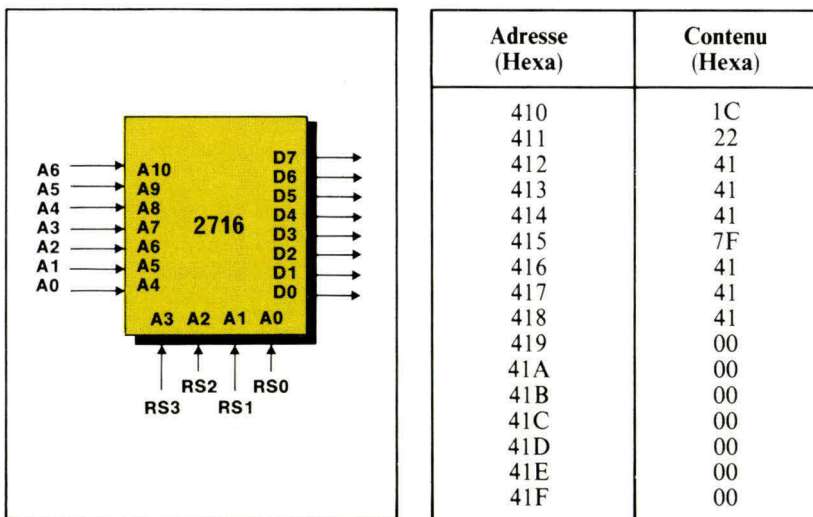 A6 A10 D7
A5 A9 D6
A4 A8 D5
A3 A7 2716 D4
A2 A6 D3
A1 A5 D2
A0 A4 D1
D0
A3 A2 A1 A0
RS3 RS2 RS1 RS0
Adresse Contenu
(Hexa) (Hexa)
410 1C
411 22
412 41
413 41
414 41
415 7F
416 41
417 41
418 41
419 00
41A 00
41B 00
41C 00
41D 00
41E 00
41F 00